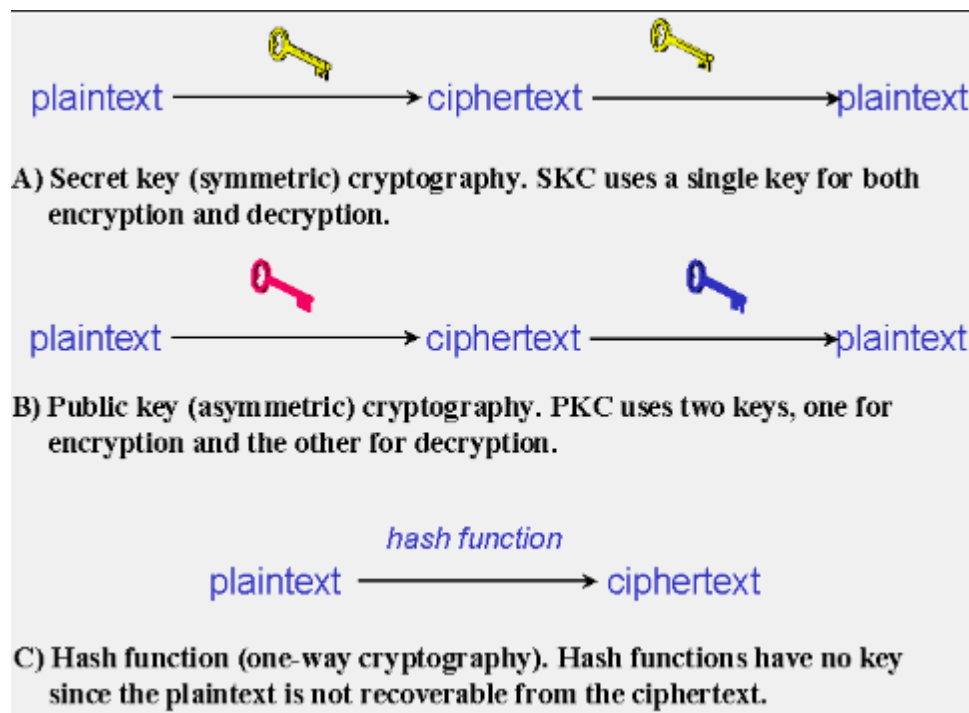 plaintext ciphertext plaintext
A) Secret key (symmetric) cryptography. SKC uses a single key for both
encryption and decryption.
plaintext ciphertext plaintext
B) Public key (asymmetric) cryptography. PKC uses two keys, one for
encryption and the other for decryption.
hash function
plaintext ciphertext
C) Hash function (one-way cryptography). Hash functions have no key
since the plaintext is not recoverable from the ciphertext.